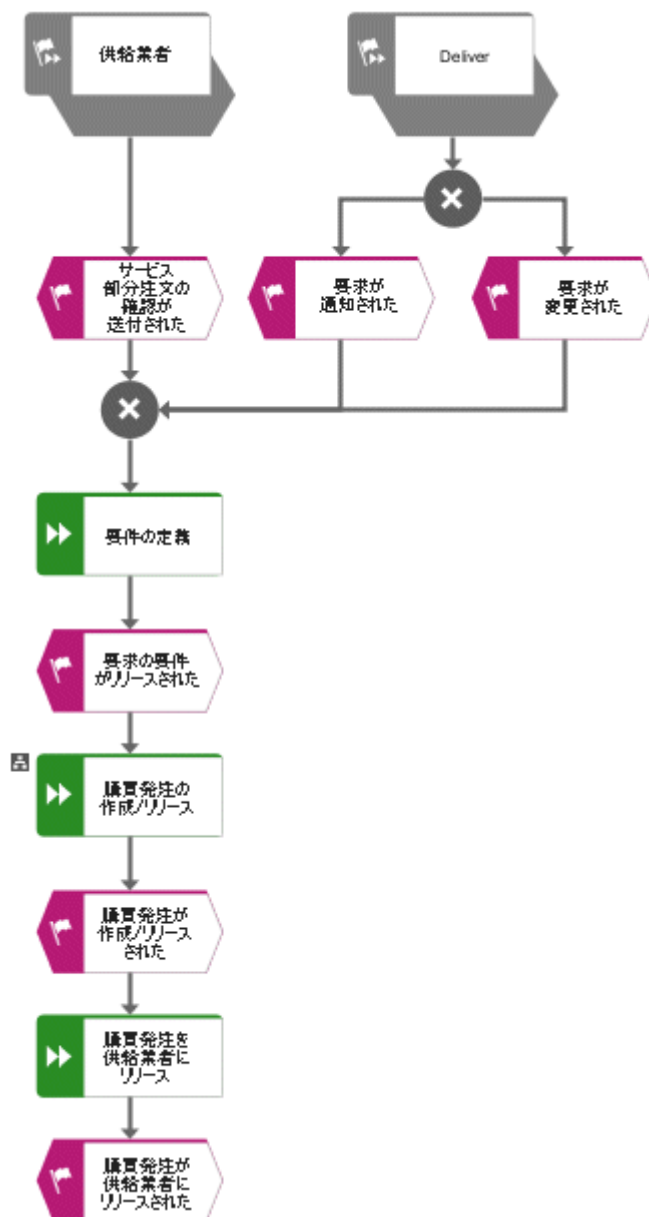 供給業者
Deliver
サービス
部分注文の
確認が
送付された
要求が
通知された
要求が
変更された
要件の定義
要求の要件
がリリースされた
購買発注の
作成/リリース
購買発注が
作成/リリース
された
購買発注を
供給業者に
リリース
購買発注が
供給業者に
リリースされた